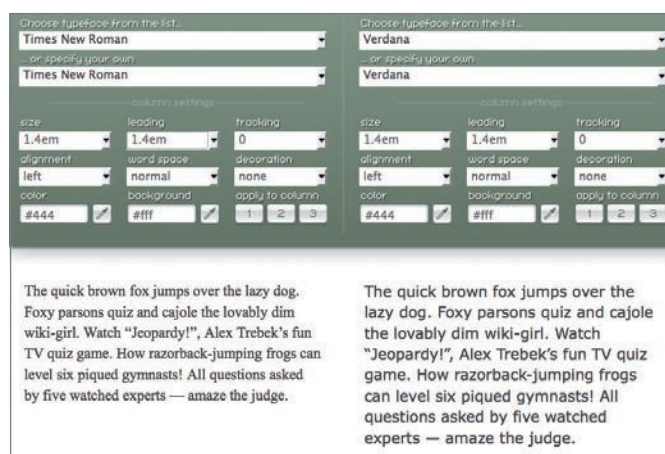 Choose typeface from the list...
Times New Roman
... or specify your own
Times New Roman
column settings
size leading tracking
1.4em 1.4em 0
alignment word space decoration
left normal none
color background apply to column
#444 #fff 1 2 3
The quick brown fox jumps over the lazy dog.
Foxy parsons quiz and cajole the lovably dim
wiki-girl. Watch “Jeopardy!”, Alex Trebek’s fun
TV quiz game. How razorback-jumping frogs can
level six piqued gymnasts! All questions asked
by five watched experts — amaze the judge.
Choose typeface from the list...
Verdana
... or specify your own
Verdana
column settings
size leading tracking
1.4em 1.4em 0
alignment word space decoration
left normal none
color background apply to column
#444 #fff 1 2 3
The quick brown fox jumps over the
lazy dog. Foxy parsons quiz and cajole
the lovably dim wiki-girl. Watch
“Jeopardy!”, Alex Trebek’s fun TV quiz
game. How razorback-jumping frogs
can level six piqued gymnasts! All
questions asked by five watched
experts — amaze the judge.